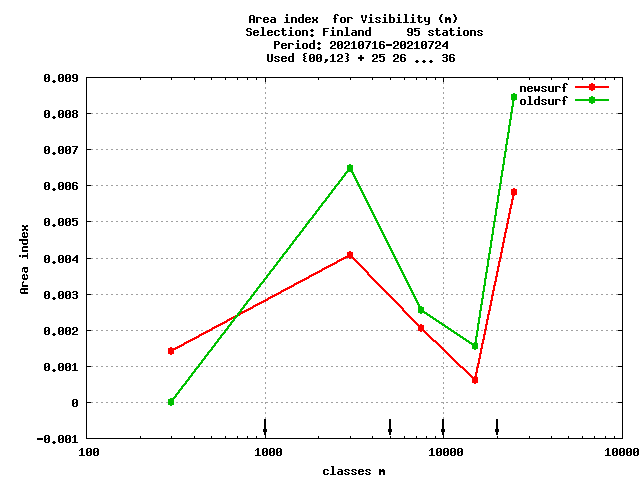 Area index  for Visibility (m)
Selection: Finland     95 stations
Period: 20210716-20210724
Used {00,12} + 25 26 ... 36
newsurf
oldsurf
0.009
0.008
0.007
0.006
0.005
0.004
0.003
0.002
0.001
0
-0.001
Area index
100
1000
10000
100000
classes m